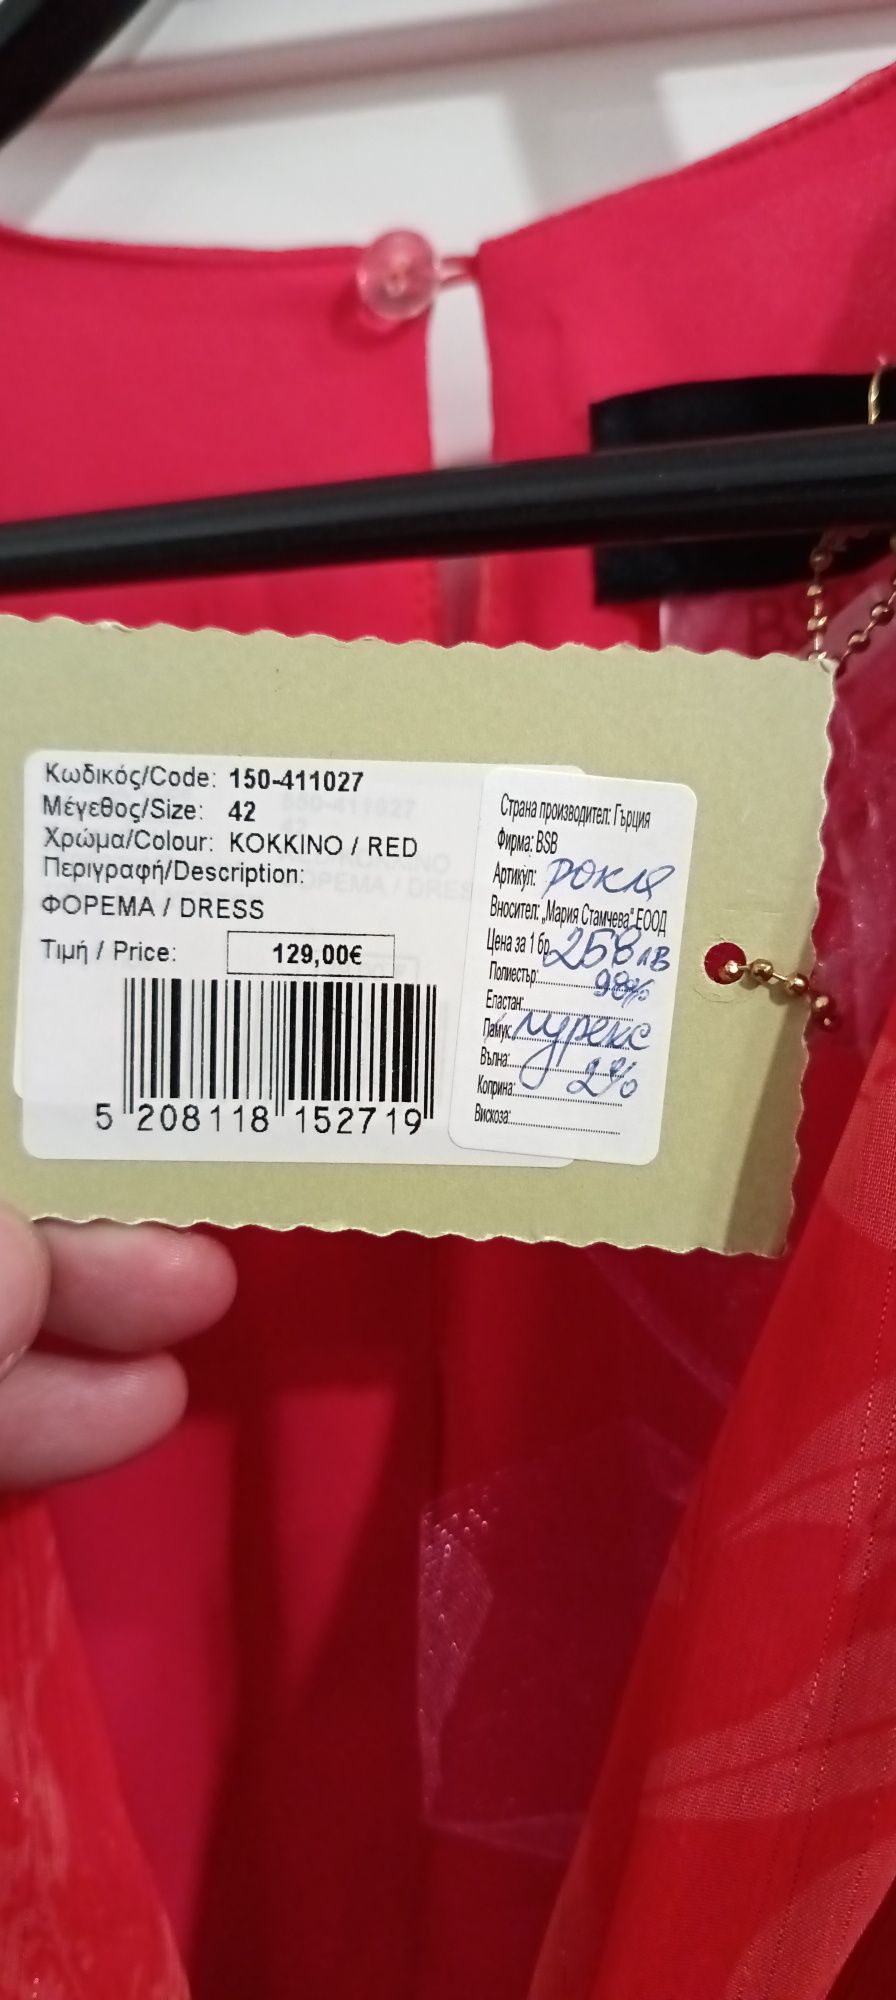 Κωδικός/Code: 150-411027
Μέγεθος/Size: 42
Χρώμα/Colour: ΚΟΚΚΙΝΟ / RED
Περιγραφή/Description:
ΦΟΡΕΜΑ / DRESS
Τιμή / Price: 129,00€
5 208118 152719
Страна производител: Гърция
Фирма: BSB
Артикул: рокля
Вносител: „Мария Стамчева" ЕООД
Цена за 1 бр. 258 лв
Полиестър: 98%
Еластан:
Памук: лурекс
Вълна:
Коприна: 2%
Вискоза: